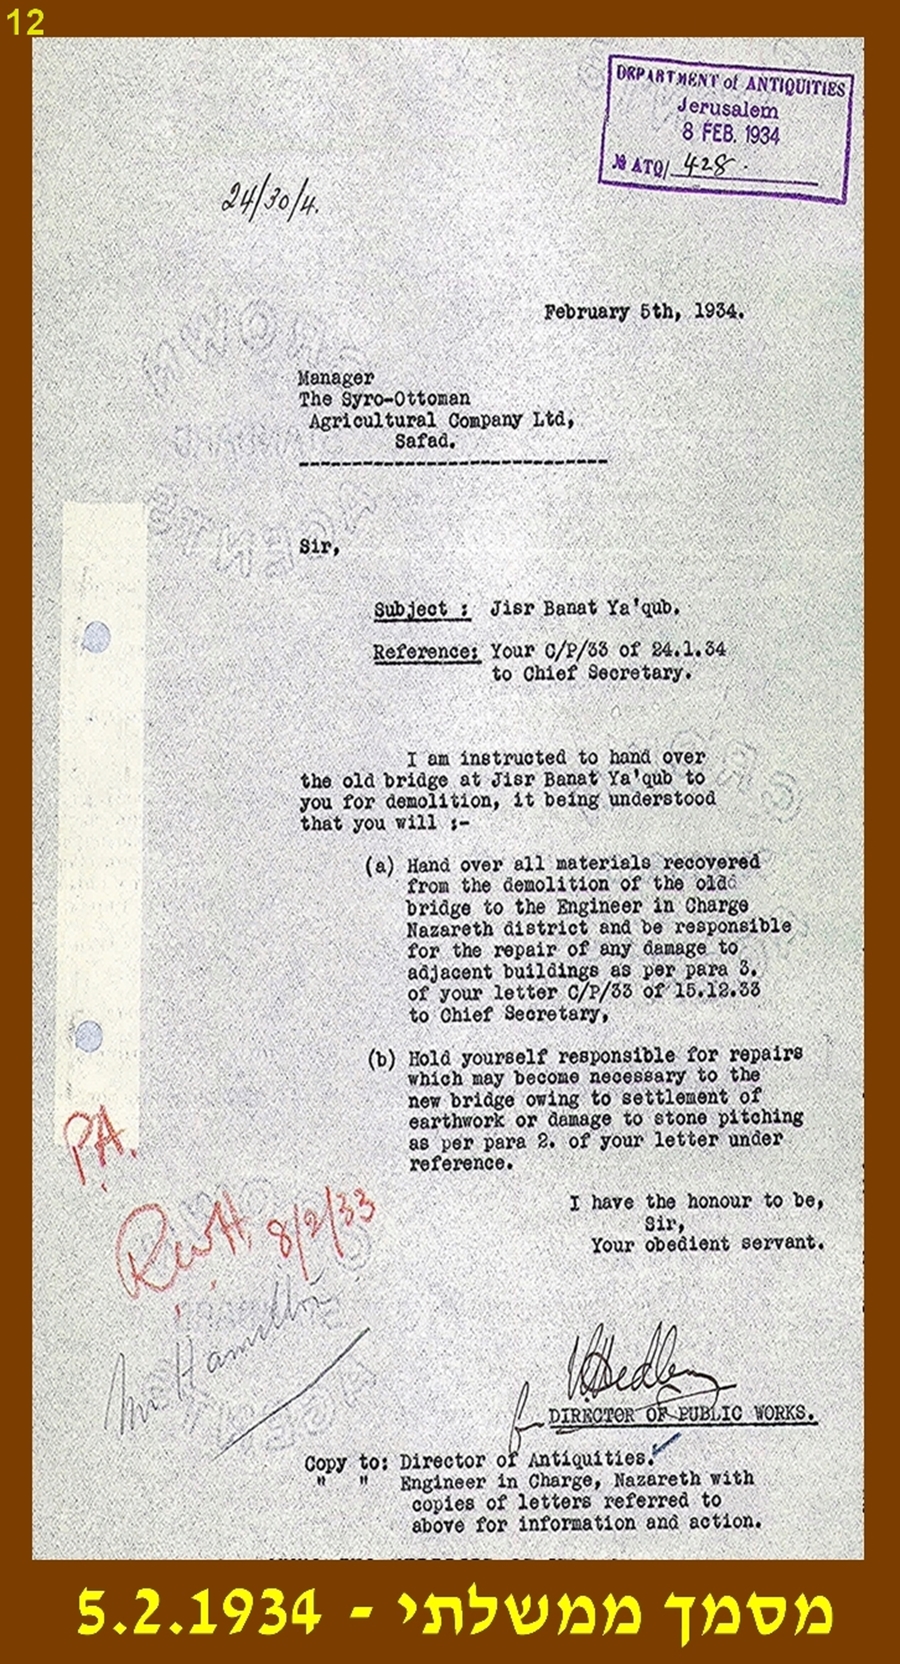 12
DEPARTMENT of ANTIQUITIES
Jerusalem
8 FEB. 1934
№ ATQ/ 428.
24/30/4.
February 5th, 1934.
Manager
The Syro-Ottoman
Agricultural Company Ltd,
Safad.
Sir,
Subject : Jisr Banat Ya'qub.
Reference: Your C/P/33 of 24.1.34
to Chief Secretary.
I am instructed to hand over
the old bridge at Jisr Banat Ya'qub to
you for demolition, it being understood
that you will :-
(a) Hand over all materials recovered
from the demolition of the old
bridge to the Engineer in Charge
Nazareth district and be responsible
for the repair of any damage to
adjacent buildings as per para 3.
of your letter C/P/33 of 15.12.33
to Chief Secretary,
(b) Hold yourself responsible for repairs
which may become necessary to the
new bridge owing to settlement of
earthwork or damage to stone pitching
as per para 2. of your letter under
reference.
I have the honour to be,
Sir,
Your obedient servant.
P.A.
RWH 8/2/33
Mr Hamilton
for DIRECTOR OF PUBLIC WORKS.
Copy to: Director of Antiquities.
" " Engineer in Charge, Nazareth with
copies of letters referred to
above for information and action.
מסמך ממשלתי - 5.2.1934